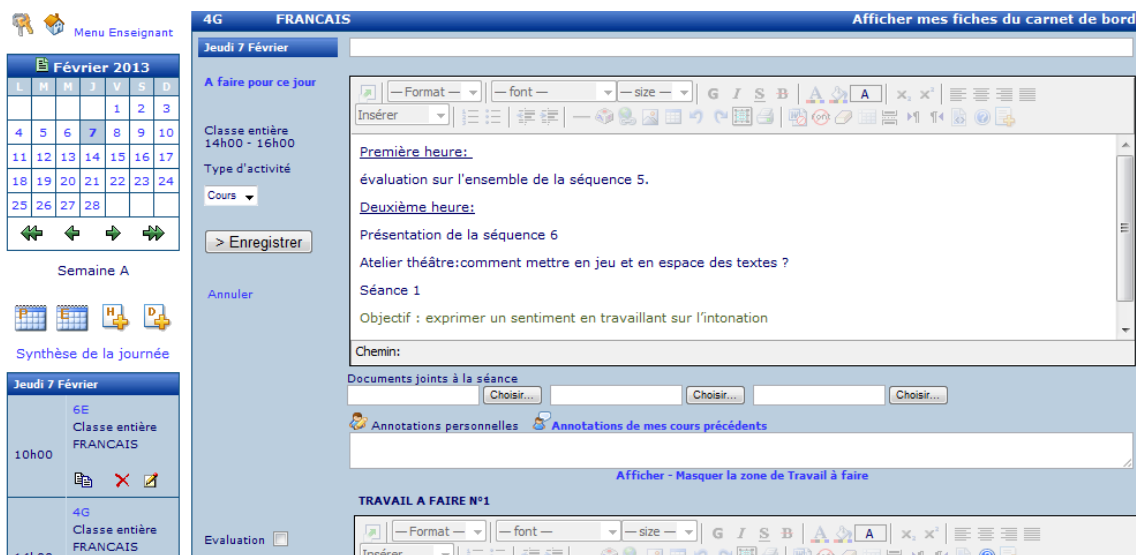 Menu Enseignant
Février 2013
L M M J V S D
1 2 3
4 5 6 7 8 9 10
11 12 13 14 15 16 17
18 19 20 21 22 23 24
25 26 27 28
Semaine A
P E H D
Synthèse de la journée
Jeudi 7 Février
10h00
6E
Classe entière
FRANCAIS
4G
Classe entière
FRANCAIS
4G FRANCAIS Afficher mes fiches du carnet de bord
Jeudi 7 Février
A faire pour ce jour
Classe entière
14h00 - 16h00
Type d'activité
Cours
> Enregistrer
Annuler
— Format — — font — — size — G I S B A A x, x²
Insérer
Première heure:
évaluation sur l'ensemble de la séquence 5.
Deuxième heure:
Présentation de la séquence 6
Atelier théâtre:comment mettre en jeu et en espace des textes ?
Séance 1
Objectif : exprimer un sentiment en travaillant sur l'intonation
Chemin:
Documents joints à la séance
Choisir... Choisir... Choisir...
Annotations personnelles Annotations de mes cours précédents
Afficher - Masquer la zone de Travail à faire
TRAVAIL A FAIRE N°1
Evaluation
— Format — — font — — size — G I S B A A x, x²
Insérer